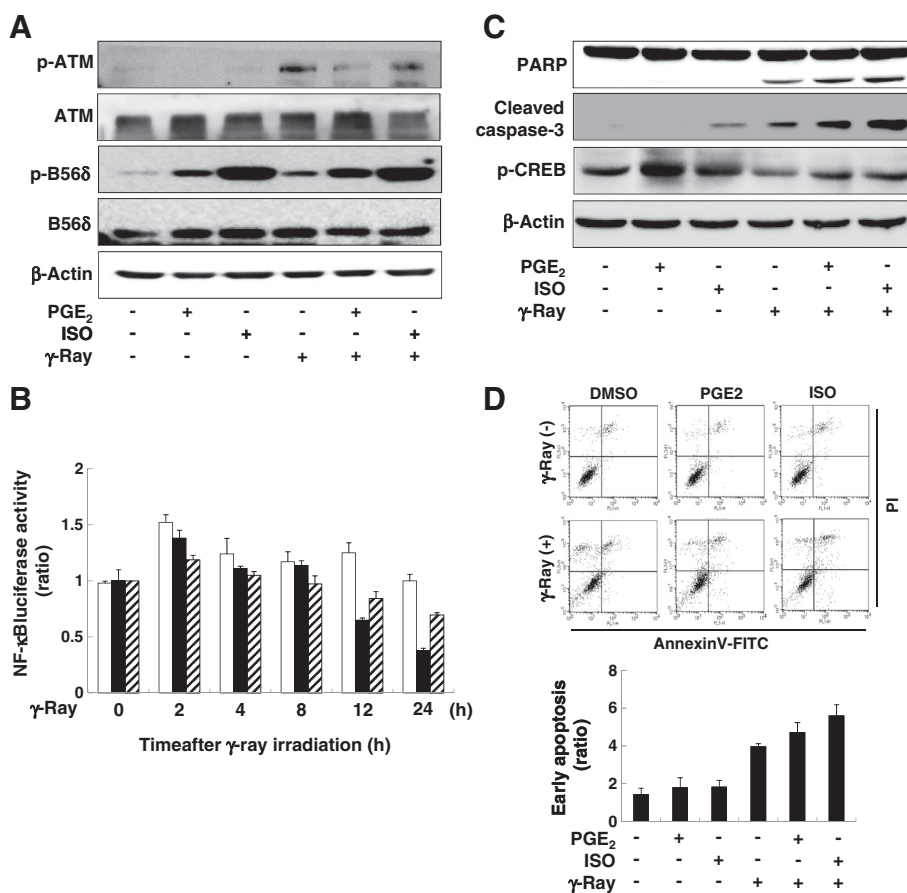 A
p-ATM
ATM
p-B56δ
B56δ
β-Actin
PGE2 - + - - + -
ISO - - + - - +
γ-Ray - - - + + +
B
NF-κBluciferase activity
(ratio)
2
1.5
1
0.5
0
γ-Ray 0 2 4 8 12 24 (h)
Timeafter γ-ray irradiation (h)
C
PARP
Cleaved
caspase-3
p-CREB
β-Actin
PGE2 - + - - + -
ISO - - + - - +
γ-Ray - - - + + +
D
DMSO PGE2 ISO
γ-Ray (-)
γ-Ray (+)
PI
AnnexinV-FITC
Early apoptosis
(ratio)
8
6
4
2
0
PGE2 - + - - + -
ISO - - + - - +
γ-Ray - - - + + +